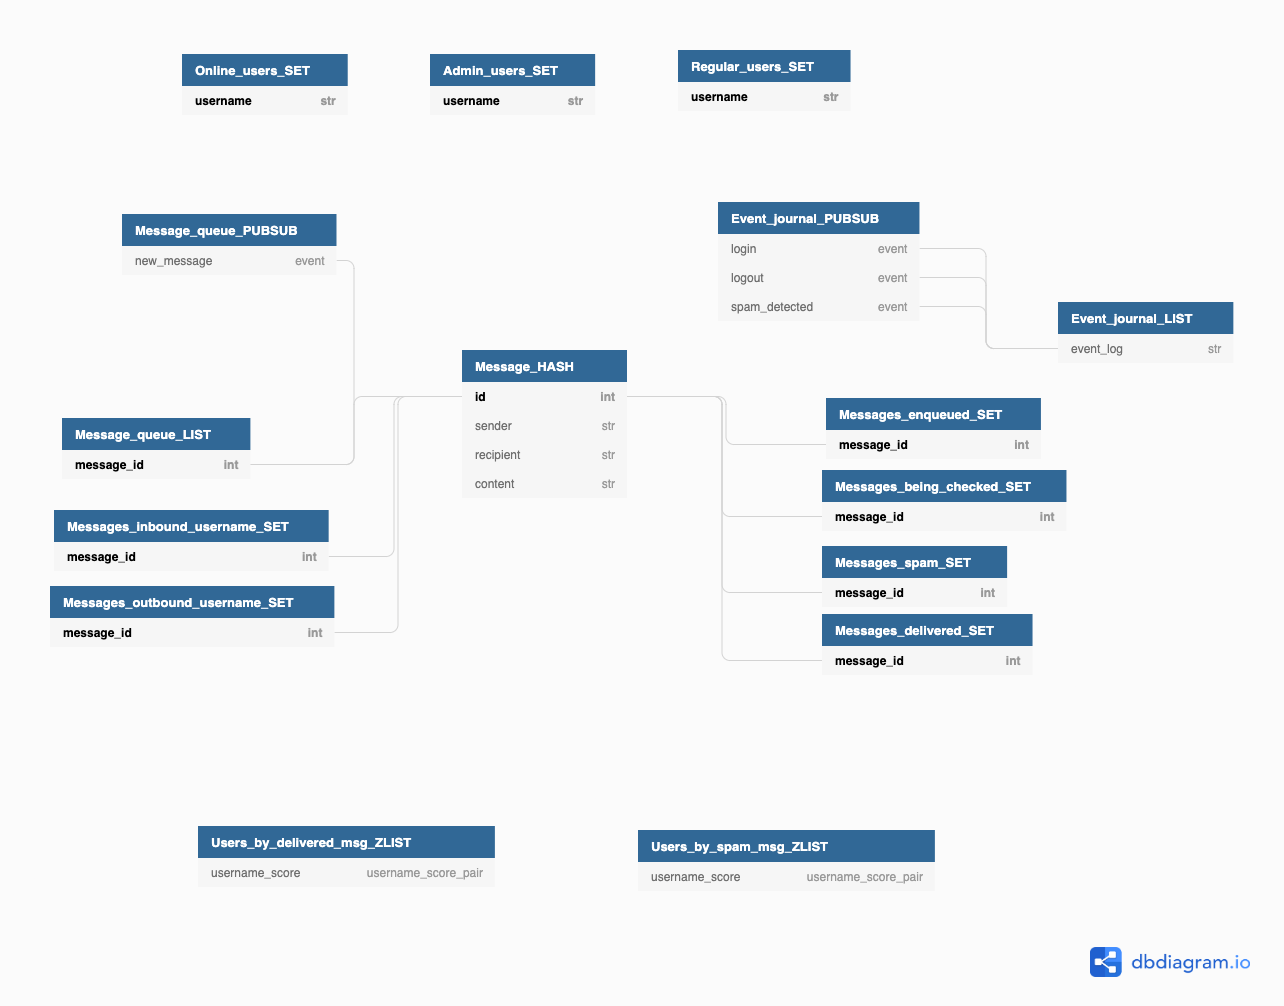 Online_users_SET
username str
Admin_users_SET
username str
Regular_users_SET
username str
Message_queue_PUBSUB
new_message event
Event_journal_PUBSUB
login event
logout event
spam_detected event
Event_journal_LIST
event_log str
Message_HASH
id int
sender str
recipient str
content str
Message_queue_LIST
message_id int
Messages_inbound_username_SET
message_id int
Messages_outbound_username_SET
message_id int
Messages_enqueued_SET
message_id int
Messages_being_checked_SET
message_id int
Messages_spam_SET
message_id int
Messages_delivered_SET
message_id int
Users_by_delivered_msg_ZLIST
username_score username_score_pair
Users_by_spam_msg_ZLIST
username_score username_score_pair
dbdiagram.io